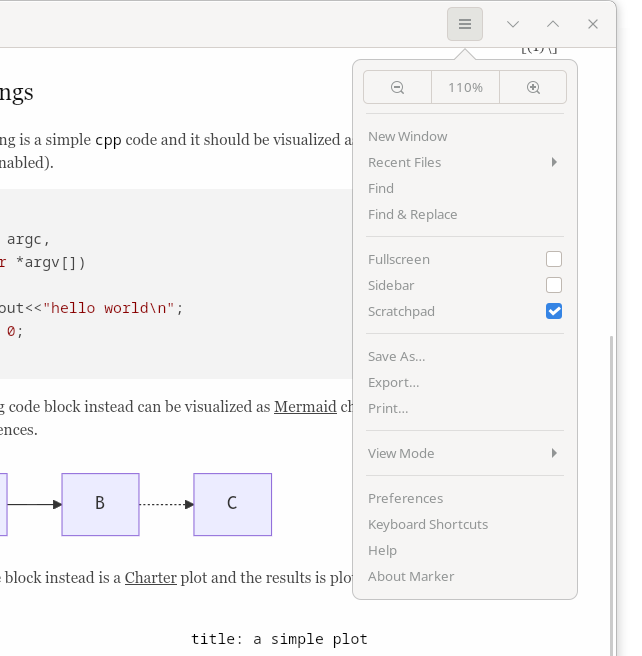 [(1)\]
110%
ngs
ng is a simple cpp code and it should be visualized a
nabled).
argc,
r *argv[])
out<<"hello world\n";
0;
g code block instead can be visualized as Mermaid ch
ences.
B
C
block instead is a Charter plot and the results is plo
title: a simple plot
New Window
Recent Files
Find
Find & Replace
Fullscreen
Sidebar
Scratchpad
Save As...
Export...
Print...
View Mode
Preferences
Keyboard Shortcuts
Help
About Marker